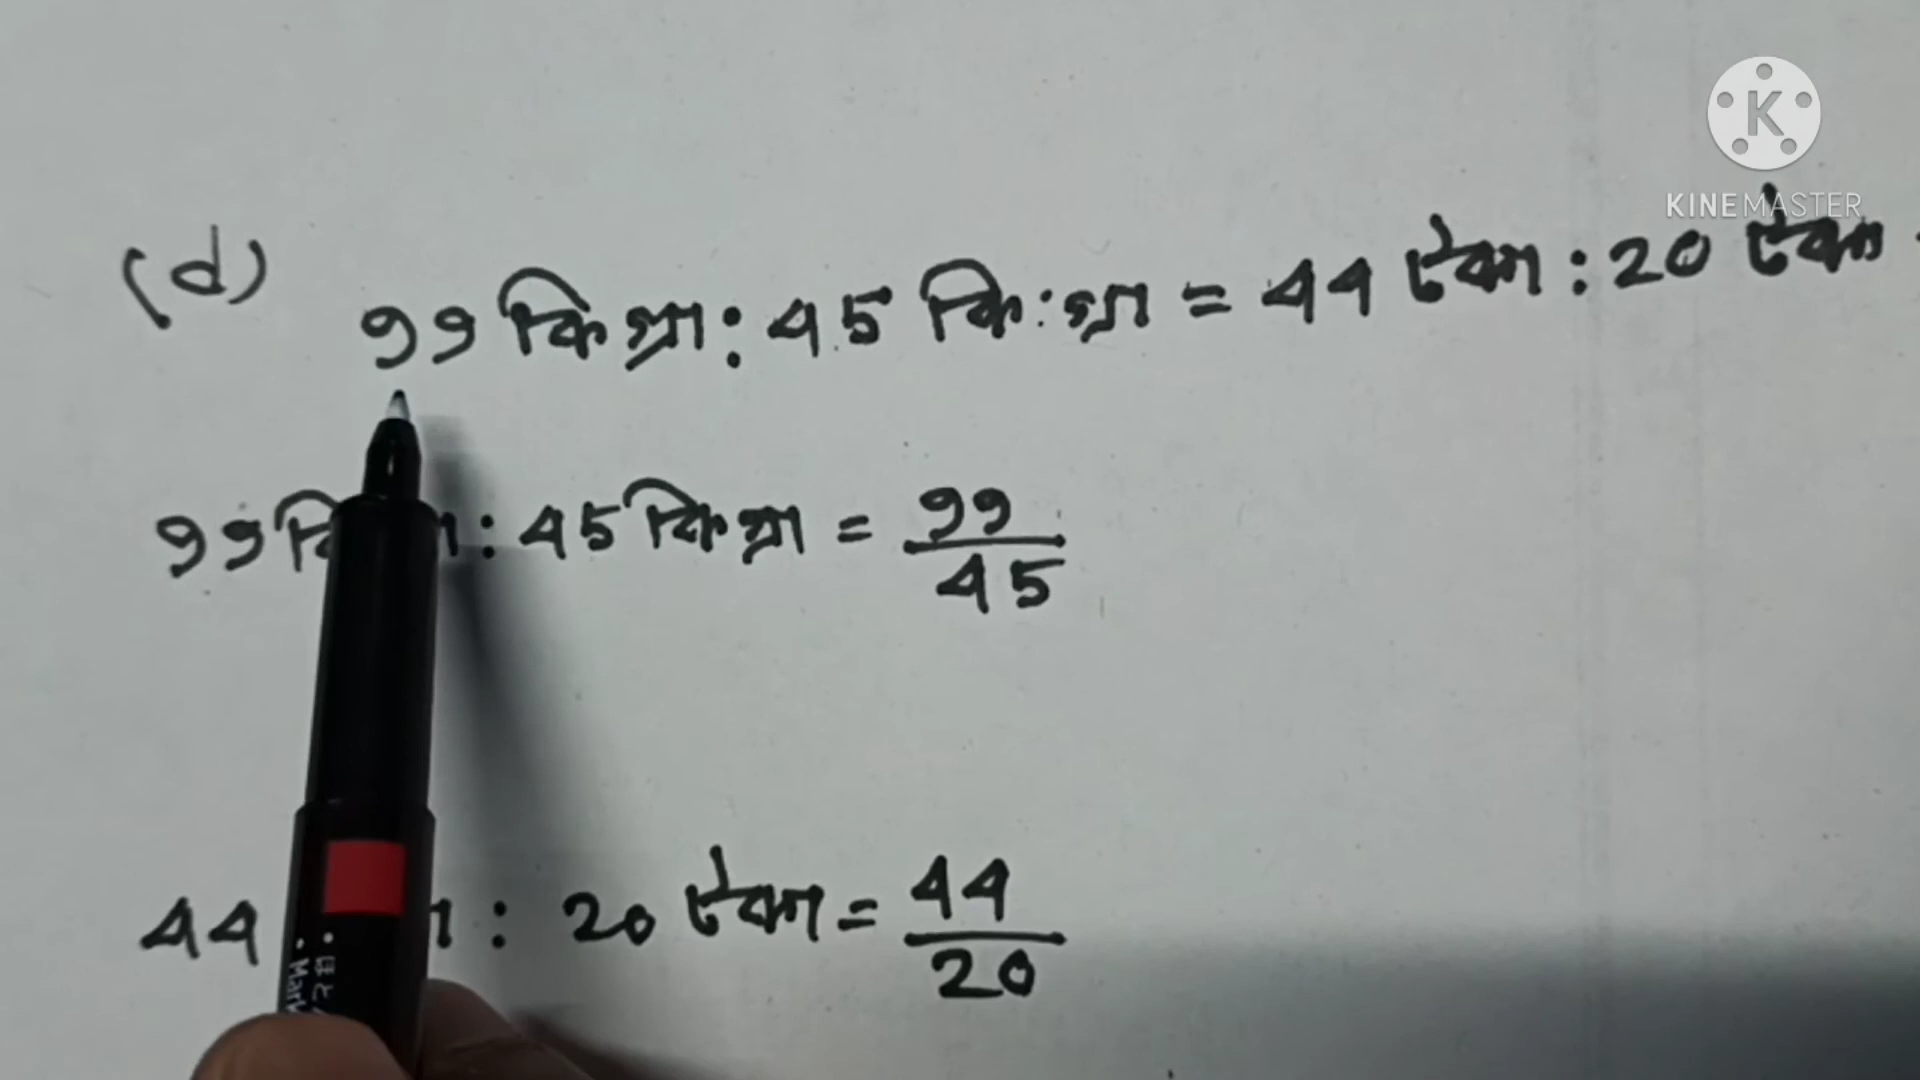 K
KINEMASTER
(d) 99 কি গ্ৰা : 45 কি:গ্ৰা = 44 টকা : 20 টকা
99 : 45 কি গ্ৰা = 99/45
44 : 20 টকা = 44/20